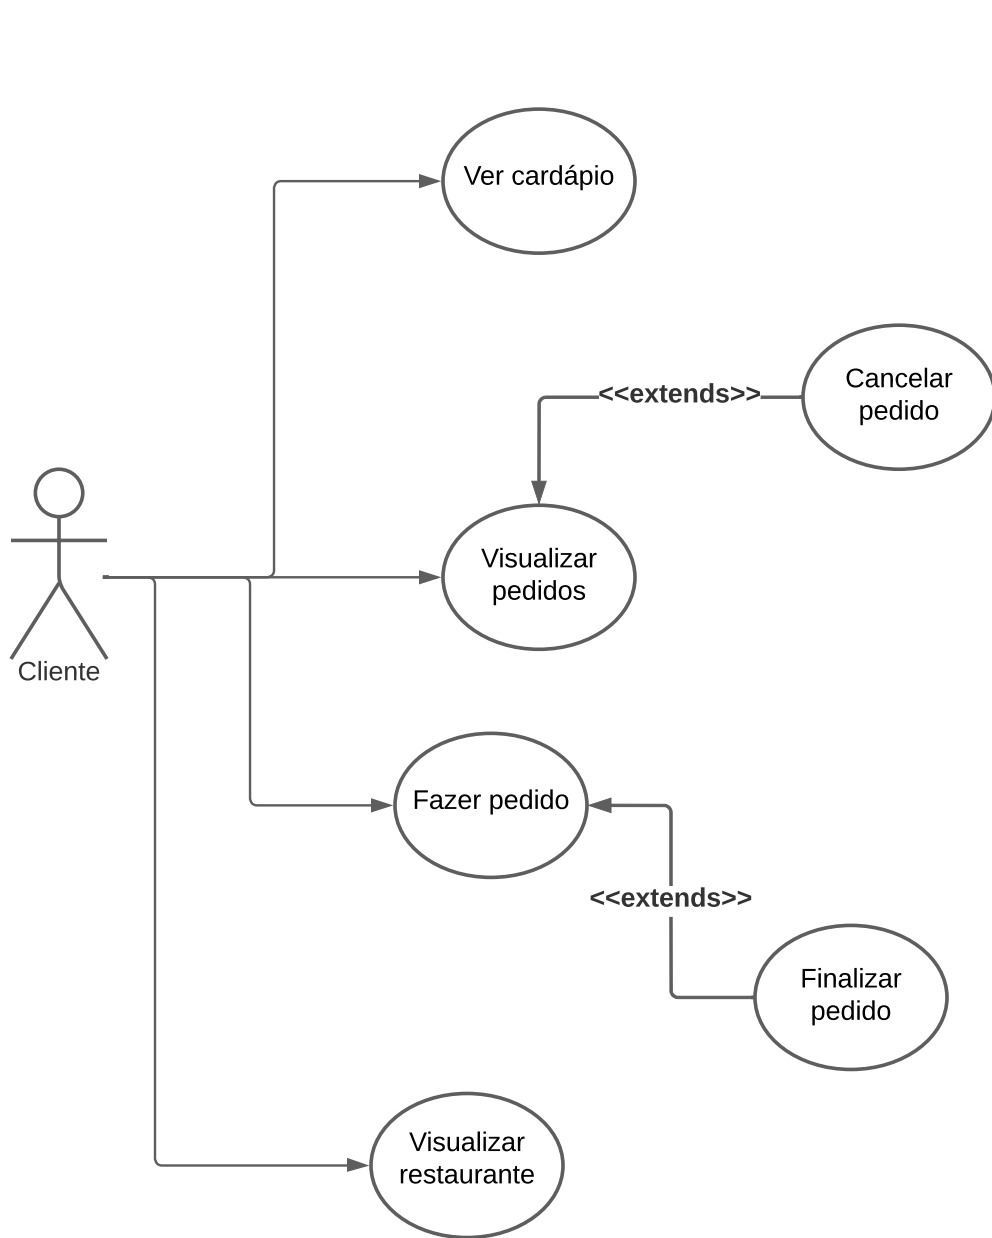 Ver cardápio
Cancelar
pedido
<<extends>>
Visualizar
pedidos
Cliente
Fazer pedido
<<extends>>
Finalizar
pedido
Visualizar
restaurante